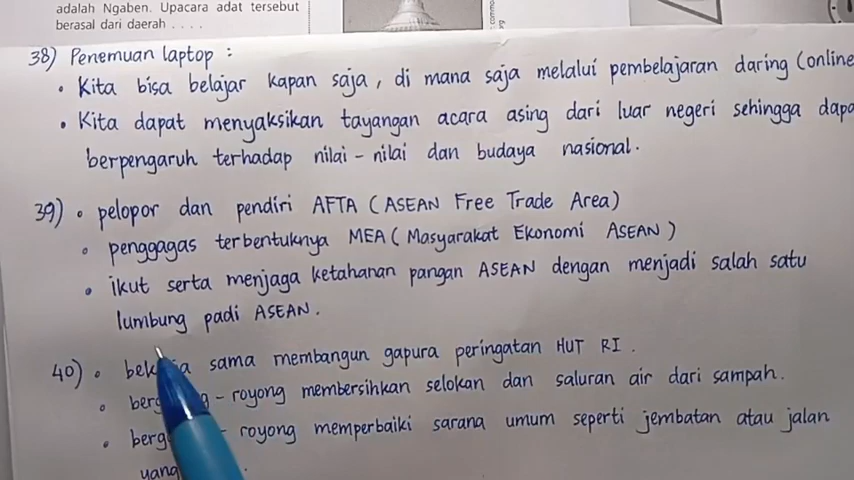 adalah Ngaben. Upacara adat tersebut
berasal dari daerah . . . .
38) Penemuan laptop :
• Kita bisa belajar kapan saja, di mana saja melalui pembelajaran daring (online
• Kita dapat menyaksikan tayangan acara asing dari luar negeri sehingga dapa
berpengaruh terhadap nilai - nilai dan budaya nasional.
39) • pelopor dan pendiri AFTA (ASEAN Free Trade Area)
• penggagas terbentuknya MEA (Masyarakat Ekonomi ASEAN)
• ikut serta menjaga ketahanan pangan ASEAN dengan menjadi salah satu
lumbung padi ASEAN.
40) • sama membangun gapura peringatan HUT RI.
• - royong membersihkan selokan dan saluran air dari sampah.
• - royong memperbaiki sarana umum seperti jembatan atau jalan
yang